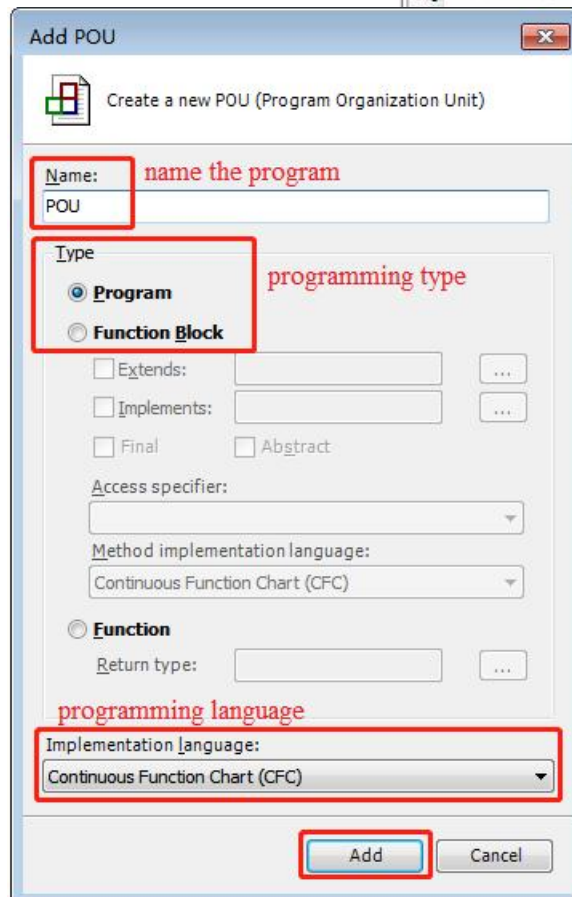 Add POU
Create a new POU (Program Organization Unit)
Name: name the program
POU
Type
programming type
Program
Function Block
Extends: ...
Implements: ...
Final Abstract
Access specifier:
Method implementation language:
Continuous Function Chart (CFC)
Function
Return type: ...
programming language
Implementation language:
Continuous Function Chart (CFC)
Add Cancel